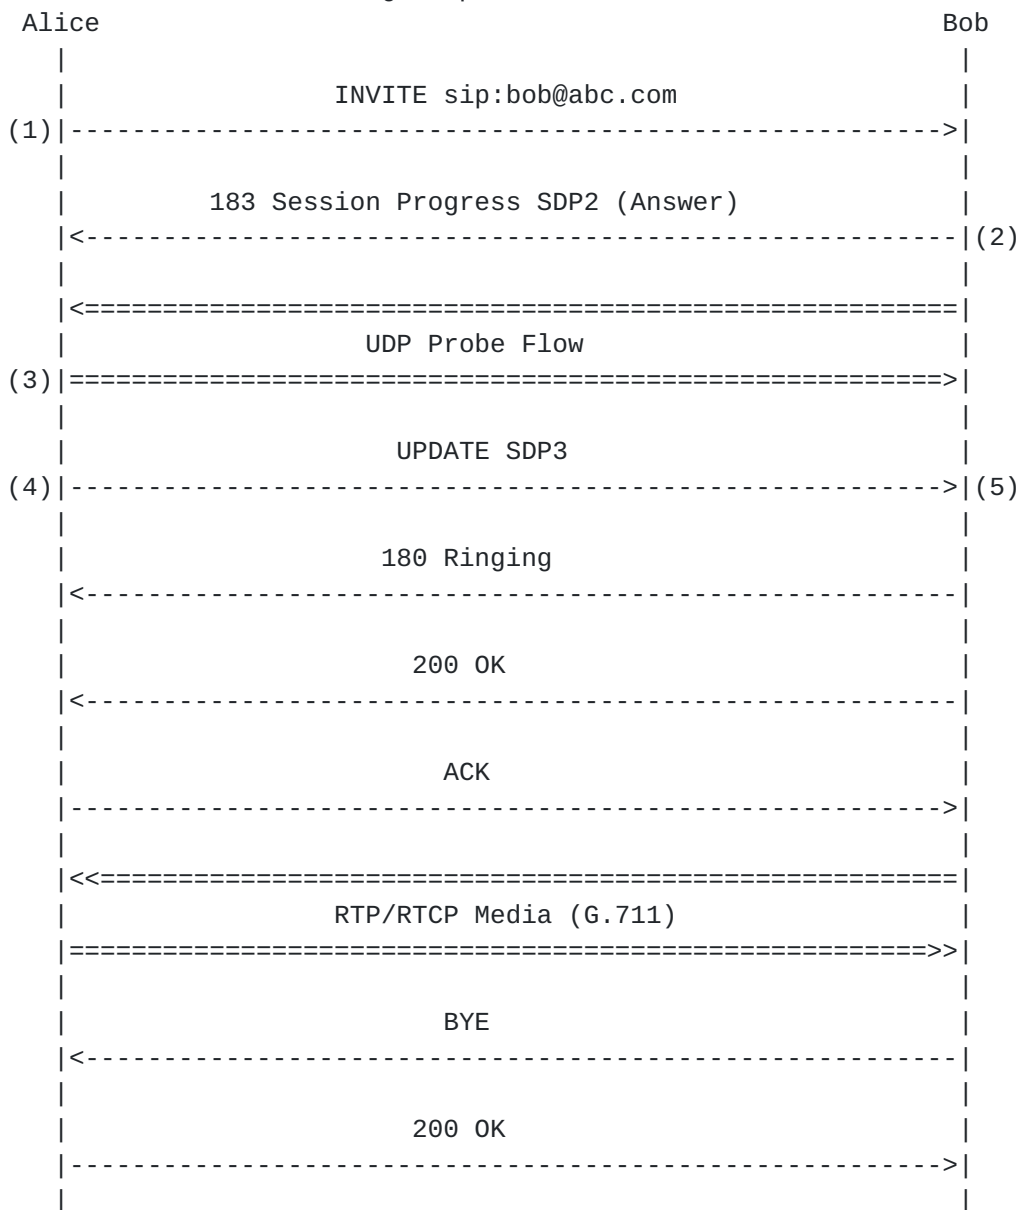 Alice Bob
INVITE sip:bob@abc.com
(1)|-------------------------------------------------------->|
183 Session Progress SDP2 (Answer)
|<--------------------------------------------------------|(2)
|<========================================================|
UDP Probe Flow
(3)|========================================================>|
UPDATE SDP3
(4)|-------------------------------------------------------->|(5)
180 Ringing
|<--------------------------------------------------------|
200 OK
|<--------------------------------------------------------|
ACK
|-------------------------------------------------------->|
|<<=======================================================|
RTP/RTCP Media (G.711)
|=======================================================>>|
BYE
|<--------------------------------------------------------|
200 OK
|-------------------------------------------------------->|